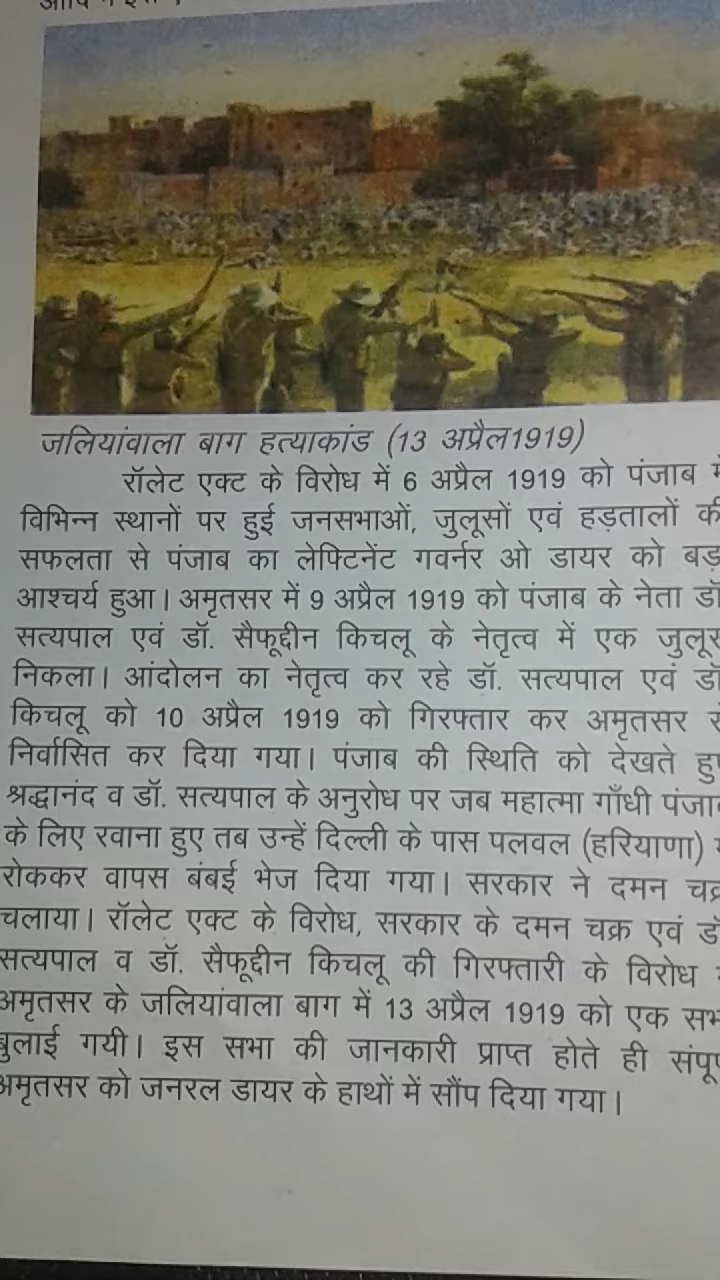 जलियांवाला बाग हत्याकांड (13 अप्रैल1919)
रॉलेट एक्ट के विरोध में 6 अप्रैल 1919 को पंजाब
विभिन्न स्थानों पर हुई जनसभाओं, जुलूसों एवं हड़तालों की
सफलता से पंजाब का लेफ्टिनेंट गवर्नर ओ डायर को बड़
आश्चर्य हुआ। अमृतसर में 9 अप्रैल 1919 को पंजाब के नेता डॉ
सत्यपाल एवं डॉ. सैफूद्दीन किचलू के नेतृत्व में एक जुलूस
निकला। आंदोलन का नेतृत्व कर रहे डॉ. सत्यपाल एवं डॉ
किचलू को 10 अप्रैल 1919 को गिरफ्तार कर अमृतसर
निर्वासित कर दिया गया। पंजाब की स्थिति को देखते हुए
श्रद्धानंद व डॉ. सत्यपाल के अनुरोध पर जब महात्मा गाँधी पंजाब
के लिए रवाना हुए तब उन्हें दिल्ली के पास पलवल (हरियाणा)
रोककर वापस बंबई भेज दिया गया। सरकार ने दमन चक्र
चलाया। रॉलेट एक्ट के विरोध, सरकार के दमन चक्र एवं डॉ
सत्यपाल व डॉ. सैफूद्दीन किचलू की गिरफ्तारी के विरोध
अमृतसर के जलियांवाला बाग में 13 अप्रैल 1919 को एक सभ
बुलाई गयी। इस सभा की जानकारी प्राप्त होते ही संपूर्
अमृतसर को जनरल डायर के हाथों में सौंप दिया गया।